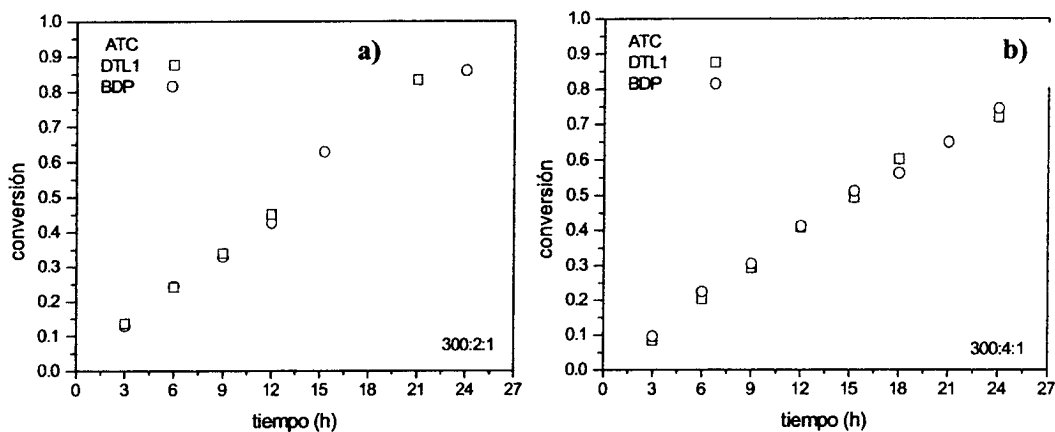 a)
ATC
DTL1
BDP
1.0
0.9
0.8
0.7
0.6
0.5
0.4
0.3
0.2
0.1
0.0
conversión
300:2:1
0 3 6 9 12 15 18 21 24 27
tiempo (h)
b)
ATC
DTL1
BDP
1.0
0.9
0.8
0.7
0.6
0.5
0.4
0.3
0.2
0.1
0.0
conversión
300:4:1
0 3 6 9 12 15 18 21 24 27
tiempo (h)